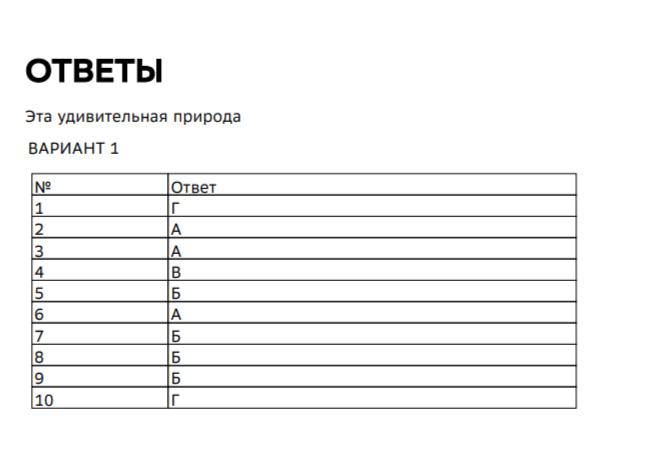 ОТВЕТЫ
Эта удивительная природа
ВАРИАНТ 1
№ Ответ
1 Г
2 А
3 А
4 В
5 Б
6 А
7 Б
8 Б
9 Б
10 Г